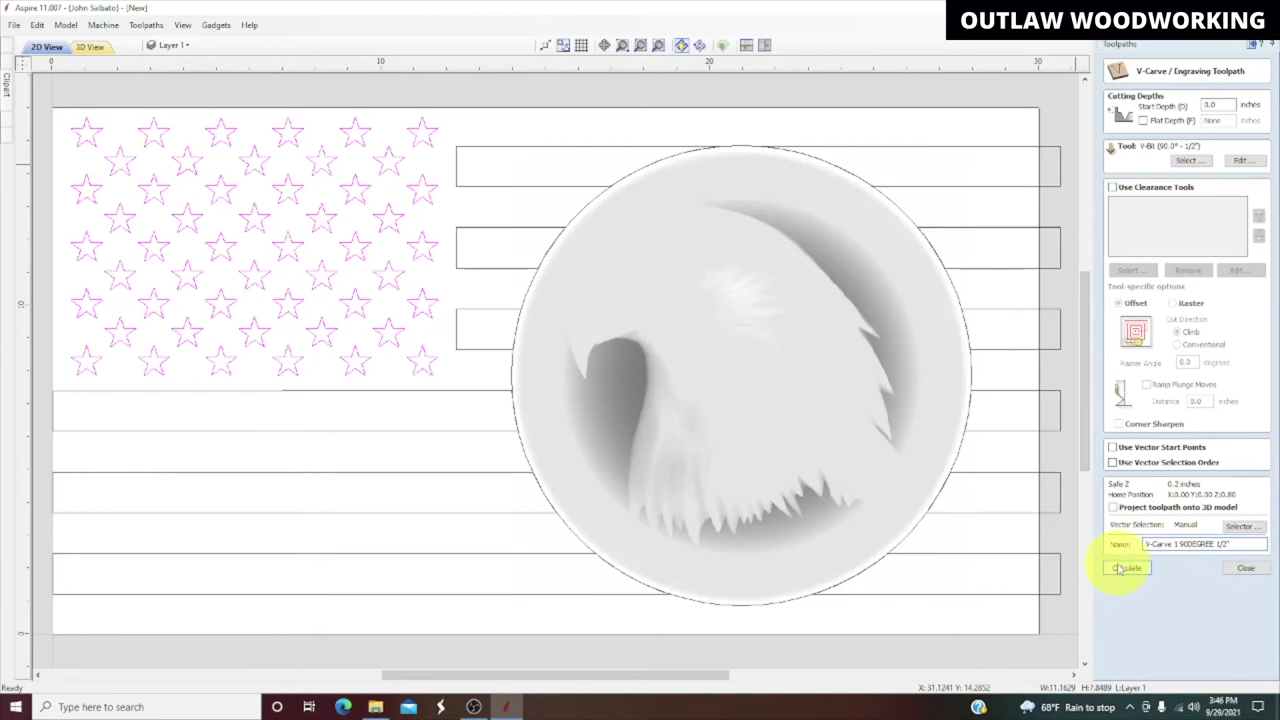 Aspire 11.007 - {John Salbato} - [New]
OUTLAW WOODWORKING
File Edit Model Machine Toolpaths View Gadgets Help
2D View 3D View Layer 1
Toolpaths
0 10 20 30
Clipart
10
0
V-Carve / Engraving Toolpath
Cutting Depths
Start Depth (D) 0.0 inches
Flat Depth (F) None inches
Tool: V-Bit (90.0° - 1/2")
Select ... Edit ...
Use Clearance Tools
Select ... Remove Edit ...
Tool-specific options
Offset Raster
Cut Direction
Climb
Conventional
Raster Angle 0.0 degrees
Ramp Plunge Moves
Distance 0.0 inches
Corner Sharpen
Use Vector Start Points
Use Vector Selection Order
Safe Z 0.2 inches
Home Position X:0.00 Y:0.00 Z:0.80
Project toolpath onto 3D model
Vector Selection: Manual Selector ...
Name: V-Carve 1 90DEGREE 1/2"
Calculate Close
Ready
X: 31.1241 Y: 14.2852 W:11.1629 H:7.8489 L:Layer 1
Type here to search
68°F Rain to stop
3:46 PM
9/29/2021